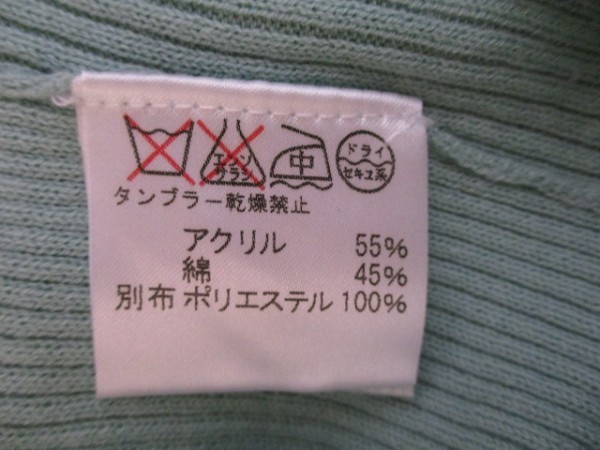 エンソ
サラシ
中
ドライ
セキユ系
タンブラー乾燥禁止
アクリル 55%
綿 45%
別布 ポリエステル 100%